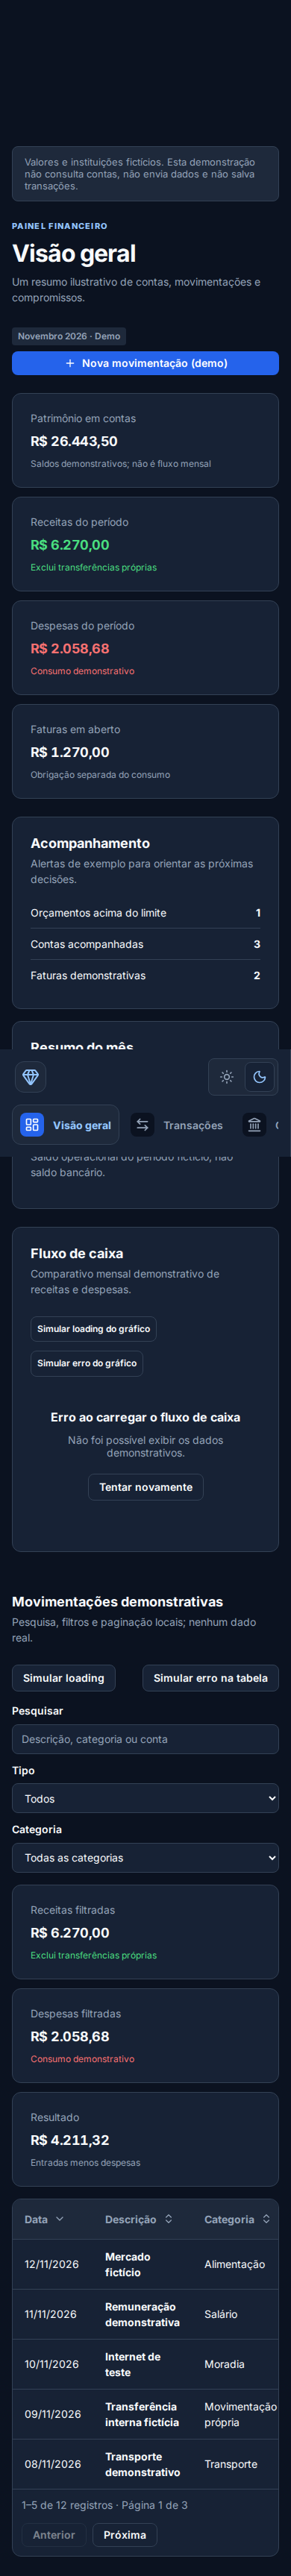 Valores e instituições fictícios. Esta demonstração
não consulta contas, não envia dados e não salva
transações.
PAINEL FINANCEIRO
Visão geral
Um resumo ilustrativo de contas, movimentações e
compromissos.
Novembro 2026 · Demo
+ Nova movimentação (demo)
Patrimônio em contas
R$ 26.443,50
Saldos demonstrativos; não é fluxo mensal
Receitas do período
R$ 6.270,00
Exclui transferências próprias
Despesas do período
R$ 2.058,68
Consumo demonstrativo
Faturas em aberto
R$ 1.270,00
Obrigação separada do consumo
Acompanhamento
Alertas de exemplo para orientar as próximas
decisões.
Orçamentos acima do limite 1
Contas acompanhadas 3
Faturas demonstrativas 2
Resumo do mês
Visão geral Transações
Saldo operacional do período fictício, não
saldo bancário.
Fluxo de caixa
Comparativo mensal demonstrativo de
receitas e despesas.
Simular loading do gráfico
Simular erro do gráfico
Erro ao carregar o fluxo de caixa
Não foi possível exibir os dados
demonstrativos.
Tentar novamente
Movimentações demonstrativas
Pesquisa, filtros e paginação locais; nenhum dado
real.
Simular loading Simular erro na tabela
Pesquisar
Descrição, categoria ou conta
Tipo
Todos
Categoria
Todas as categorias
Receitas filtradas
R$ 6.270,00
Exclui transferências próprias
Despesas filtradas
R$ 2.058,68
Consumo demonstrativo
Resultado
R$ 4.211,32
Entradas menos despesas
Data Descrição Categoria
12/11/2026 Mercado fictício Alimentação
11/11/2026 Remuneração demonstrativa Salário
10/11/2026 Internet de teste Moradia
09/11/2026 Transferência interna fictícia Movimentação própria
08/11/2026 Transporte demonstrativo Transporte
1–5 de 12 registros · Página 1 de 3
Anterior Próxima